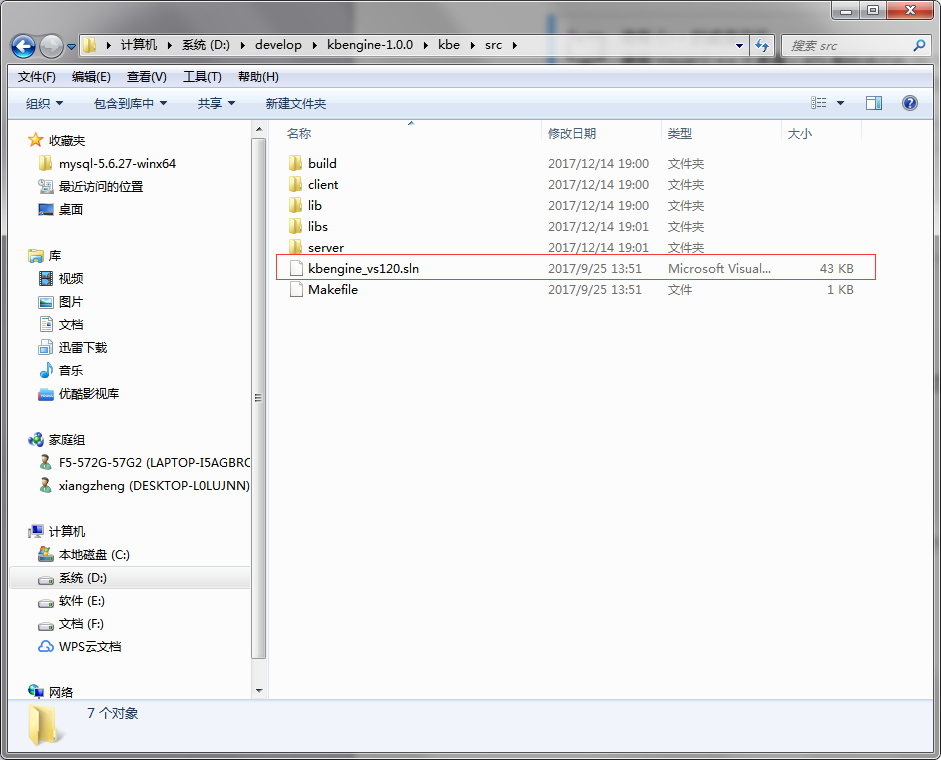 计算机 系统 (D:) develop kbengine-1.0.0 kbe src
搜索 src
文件(F) 编辑(E) 查看(V) 工具(T) 帮助(H)
组织 包含到库中 共享 新建文件夹
收藏夹
mysql-5.6.27-winx64
最近访问的位置
桌面
库
视频
图片
文档
迅雷下载
音乐
优酷影视库
家庭组
F5-572G-57G2 (LAPTOP-I5AGBRC
xiangzheng (DESKTOP-L0LUJNN)
计算机
本地磁盘 (C:)
系统 (D:)
软件 (E:)
文档 (F:)
WPS云文档
网络
名称 修改日期 类型 大小
build 2017/12/14 19:00 文件夹
client 2017/12/14 19:00 文件夹
lib 2017/12/14 19:00 文件夹
libs 2017/12/14 19:01 文件夹
server 2017/12/14 19:01 文件夹
kbengine_vs120.sln 2017/9/25 13:51 Microsoft Visual... 43 KB
Makefile 2017/9/25 13:51 文件 1 KB
7 个对象